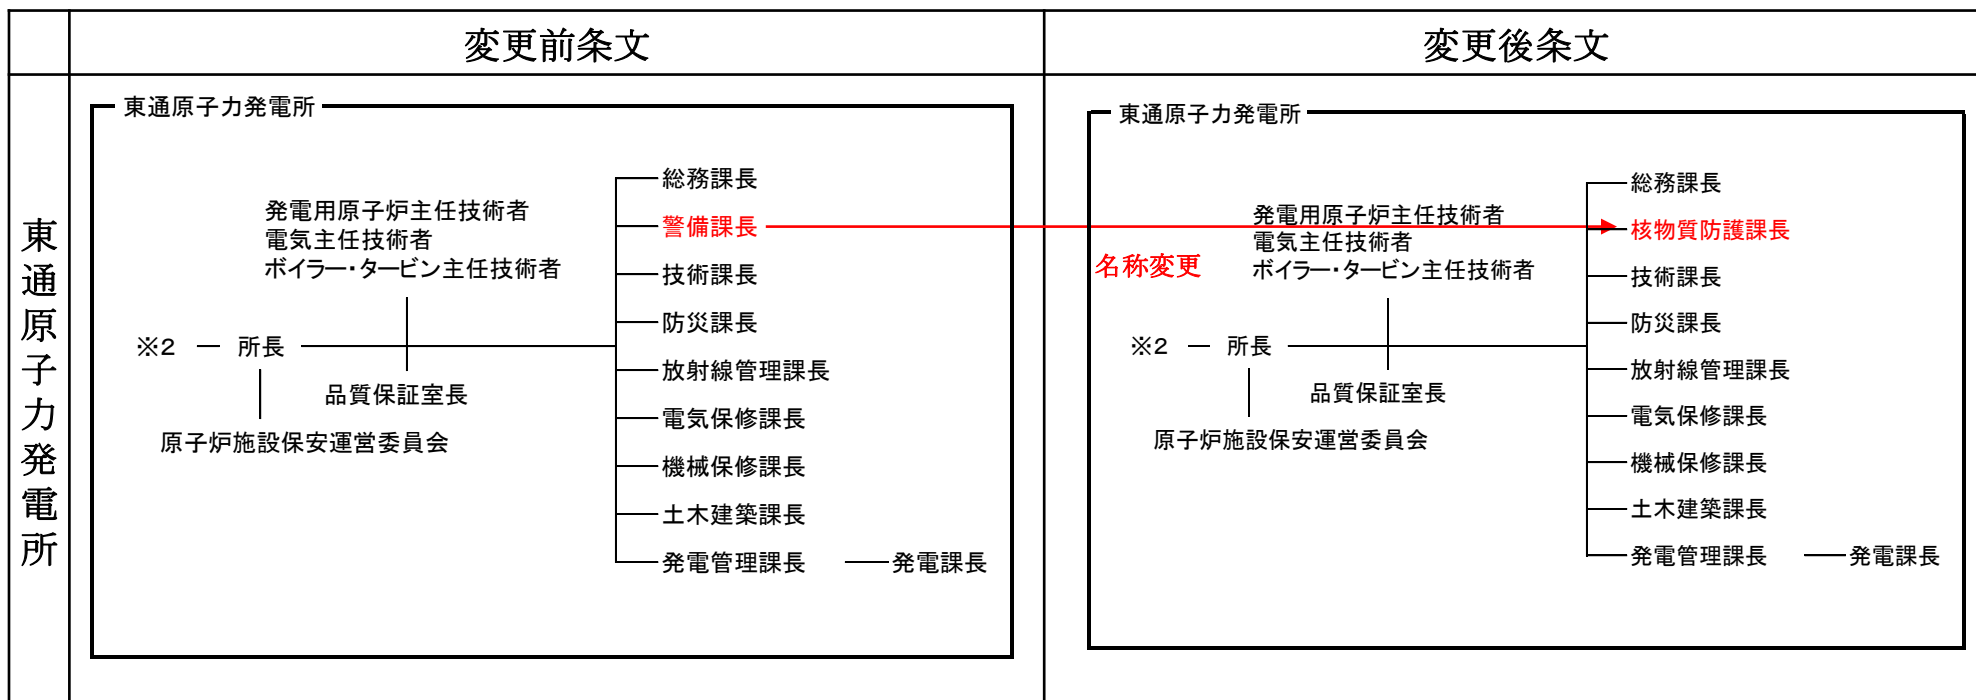 変更前条文
変更後条文
東通原子力発電所
東通原子力発電所
発電用原子炉主任技術者
電気主任技術者
ボイラー・タービン主任技術者
※2
所長
品質保証室長
原子炉施設保安運営委員会
総務課長
警備課長
技術課長
防災課長
放射線管理課長
電気保修課長
機械保修課長
土木建築課長
発電管理課長
発電課長
東通原子力発電所
名称変更
発電用原子炉主任技術者
電気主任技術者
ボイラー・タービン主任技術者
※2
所長
品質保証室長
原子炉施設保安運営委員会
総務課長
核物質防護課長
技術課長
防災課長
放射線管理課長
電気保修課長
機械保修課長
土木建築課長
発電管理課長
発電課長